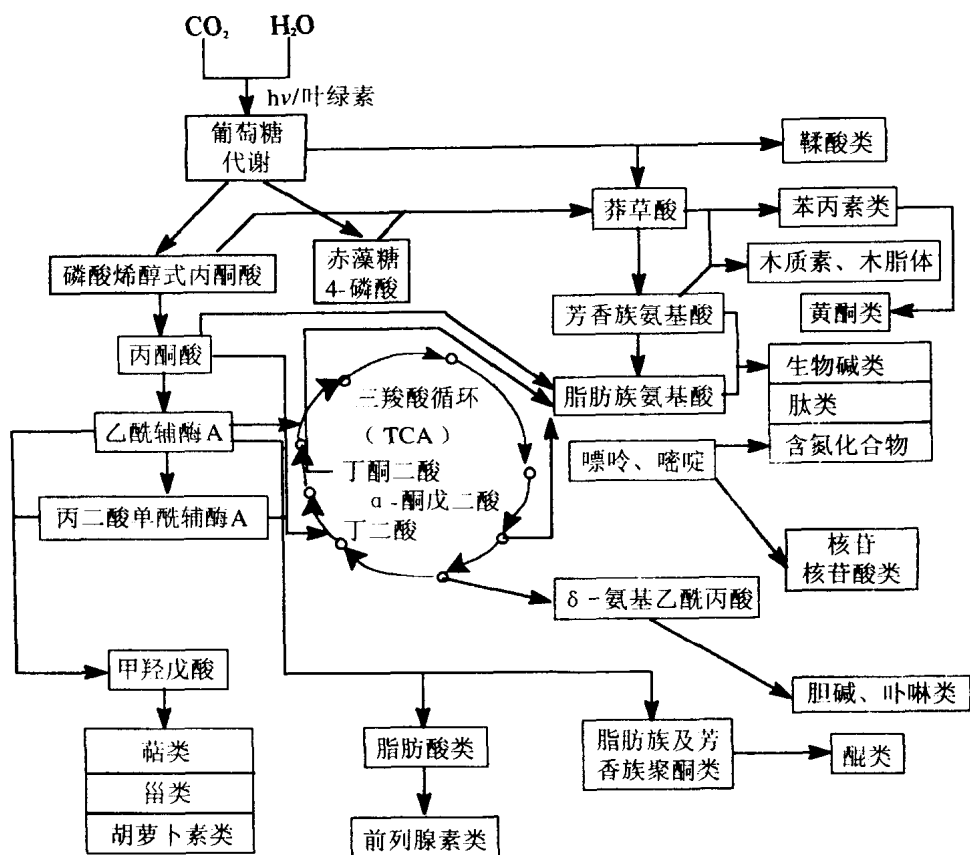 CO₂
H₂O
hν/叶绿素
葡萄糖
代谢
鞣酸类
莽草酸
苯丙素类
磷酸烯醇式丙酮酸
赤藻糖
4-磷酸
木质素、木脂体
芳香族氨基酸
黄酮类
丙酮酸
生物碱类
三羧酸循环
(TCA)
脂肪族氨基酸
肽类
乙酰辅酶A
含氮化合物
丁酮二酸
嘌呤、嘧啶
α-酮戊二酸
丙二酸单酰辅酶A
丁二酸
核苷
核苷酸类
δ-氨基乙酰丙酸
甲羟戊酸
胆碱、卟啉类
萜类
脂肪酸类
脂肪族及芳
香族聚酮类
醌类
甾类
胡萝卜素类
前列腺素类